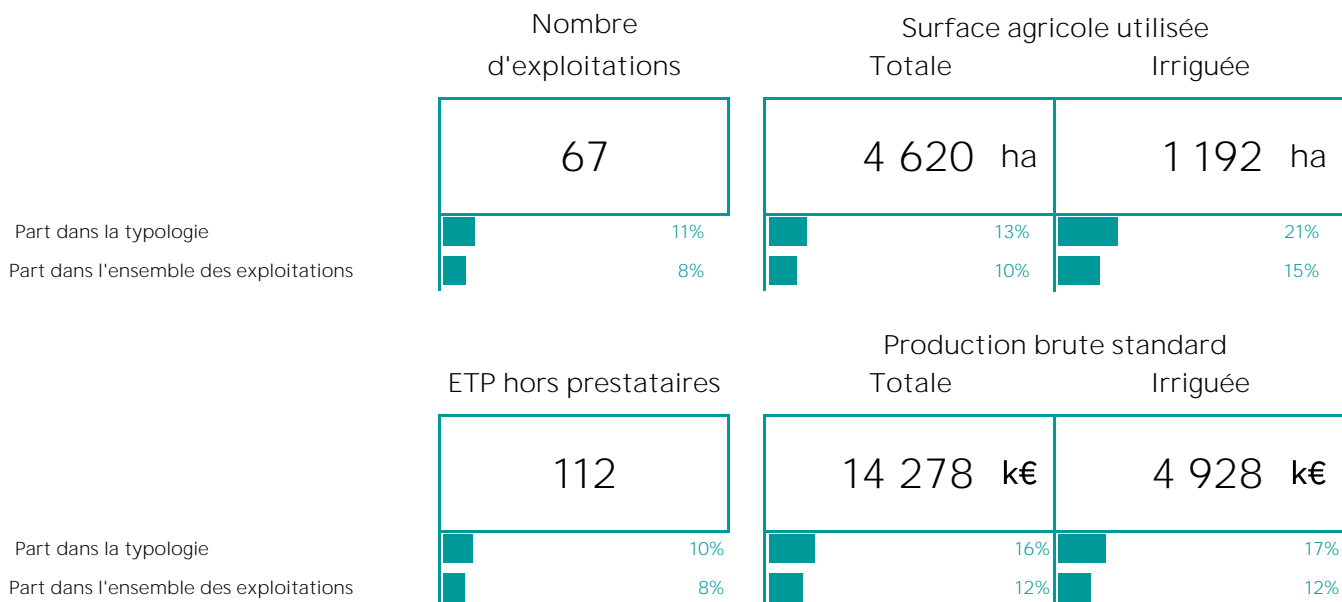 Nombre
d'exploitations
Surface agricole utilisée
Totale Irriguée
67 4 620 ha 1 192 ha
Part dans la typologie 11% 13% 21%
Part dans l'ensemble des exploitations 8% 10% 15%
Production brute standard
ETP hors prestataires Totale Irriguée
112 14 278 k€ 4 928 k€
Part dans la typologie 10% 16% 17%
Part dans l'ensemble des exploitations 8% 12% 12%